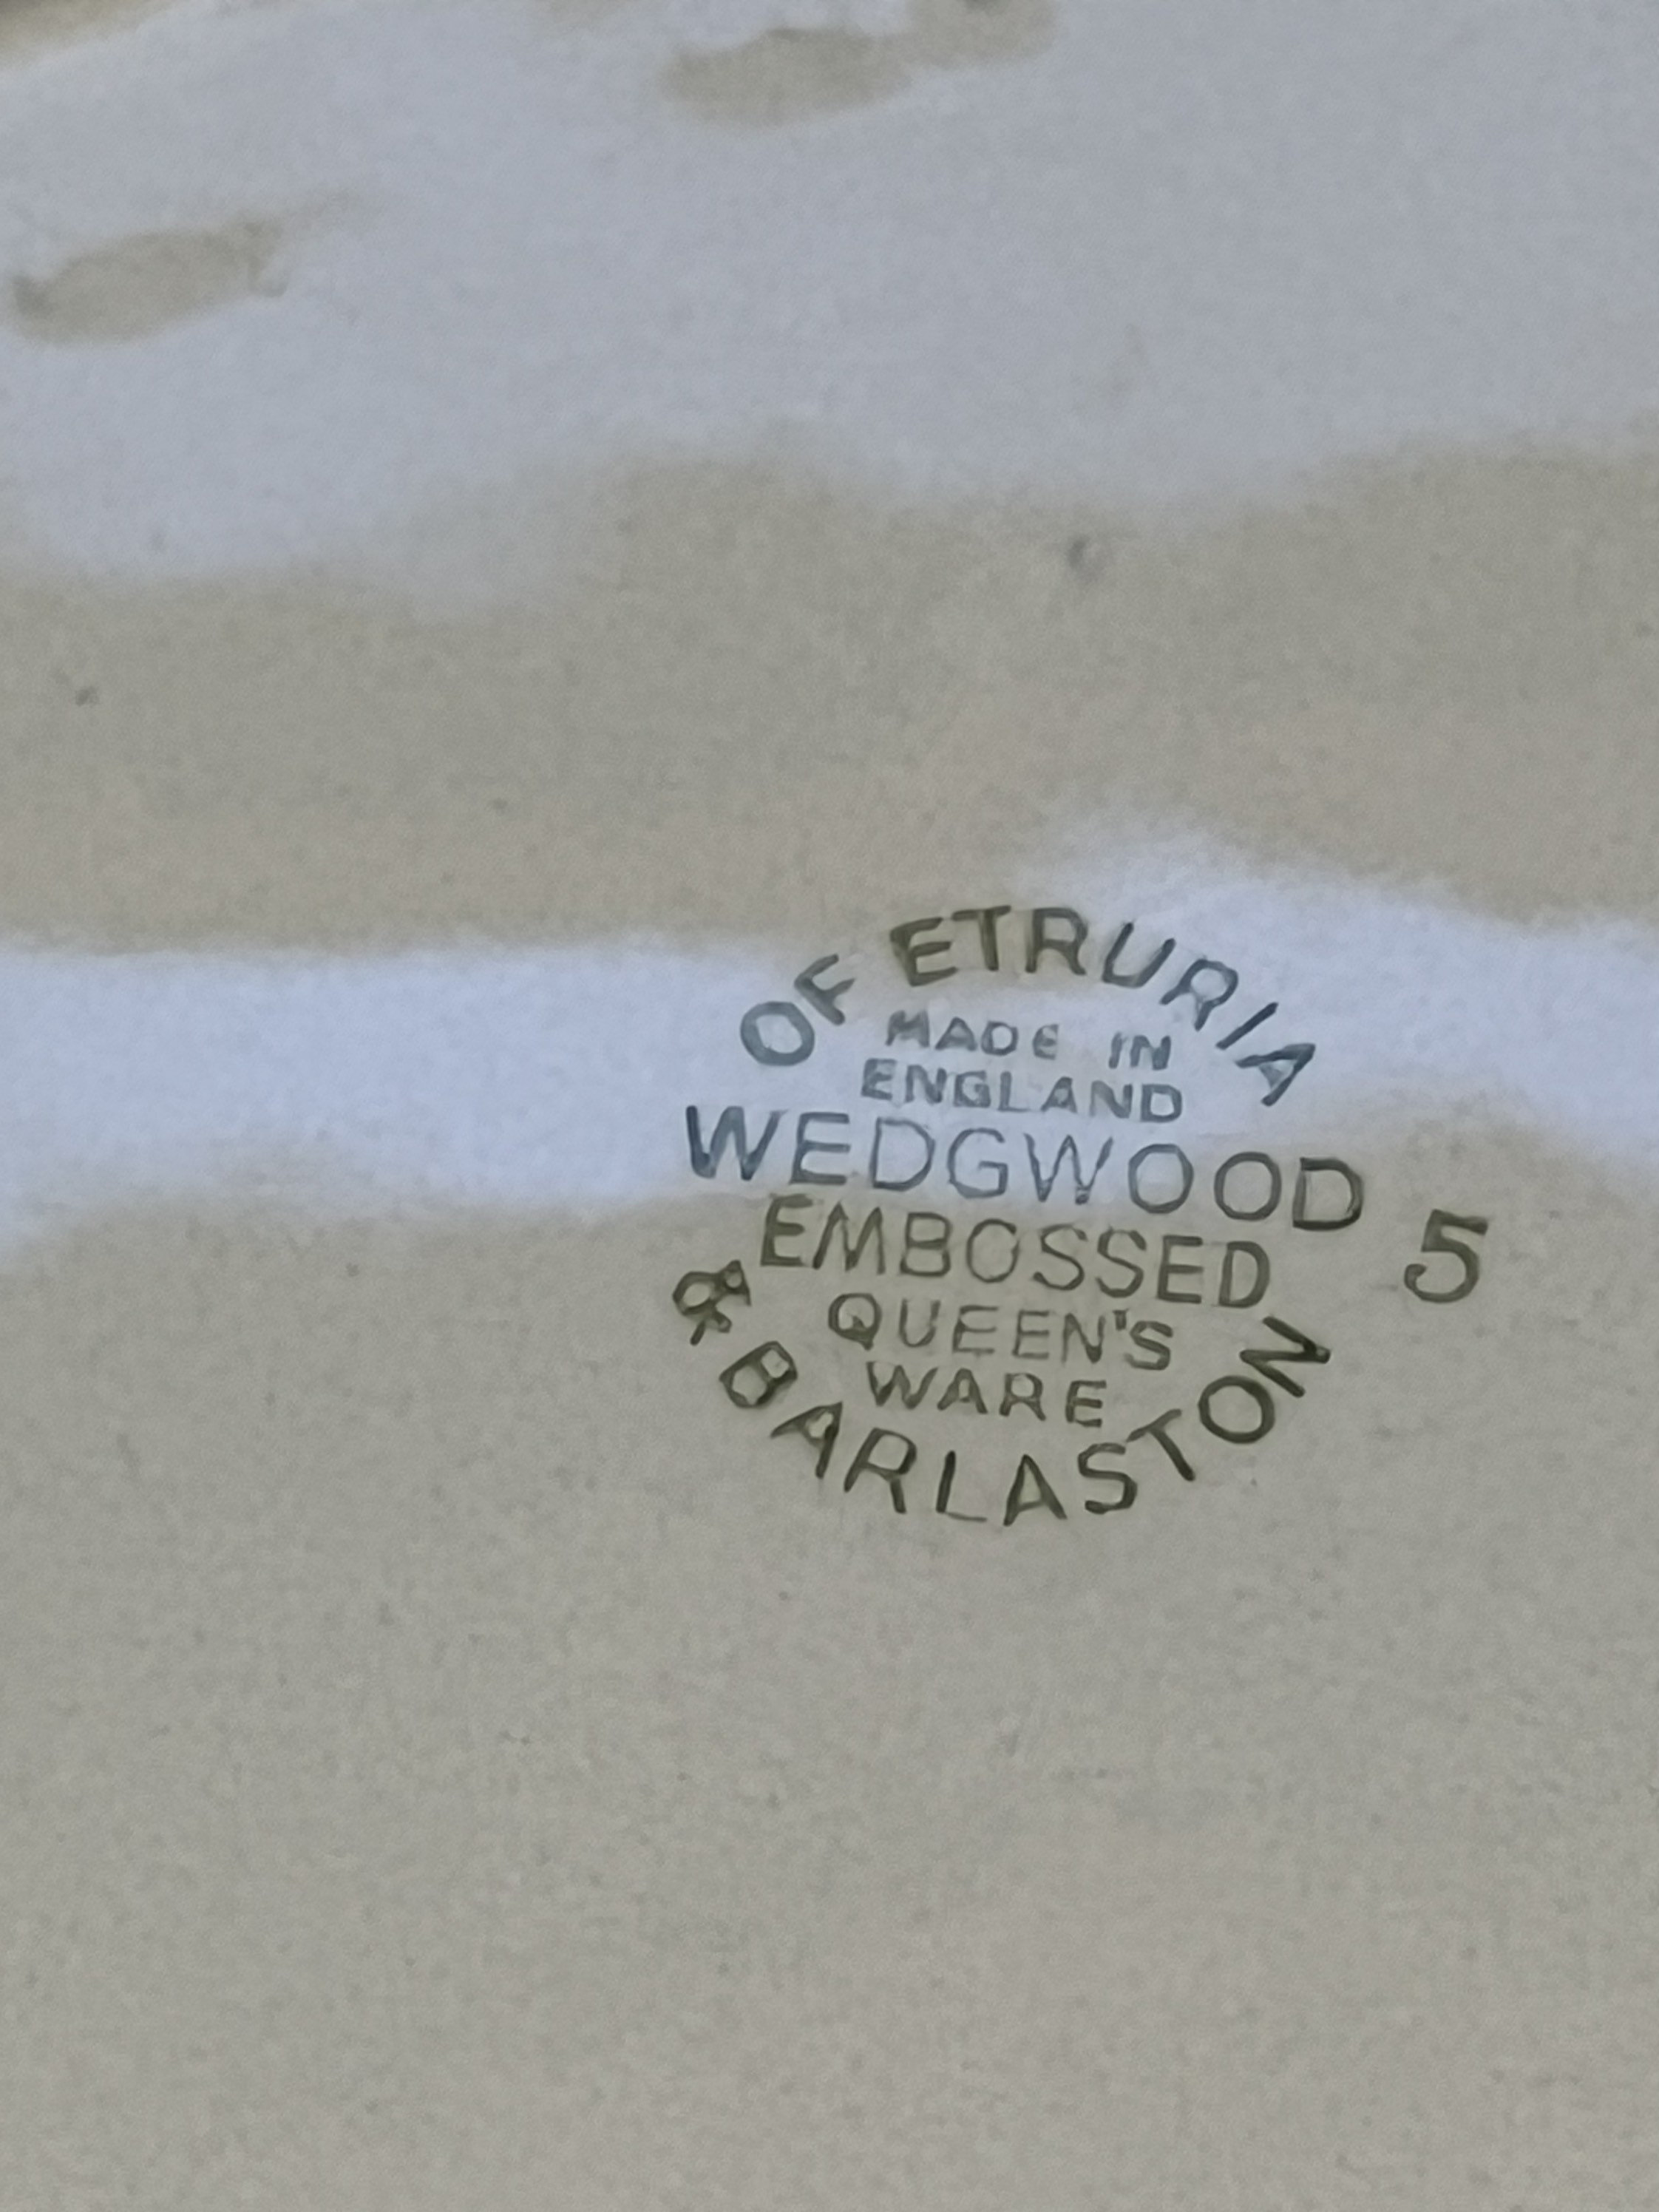 OF ETRURIA
MADE IN
ENGLAND
WEDGWOOD
EMBOSSED
QUEEN'S
WARE
& BARLASTON
5